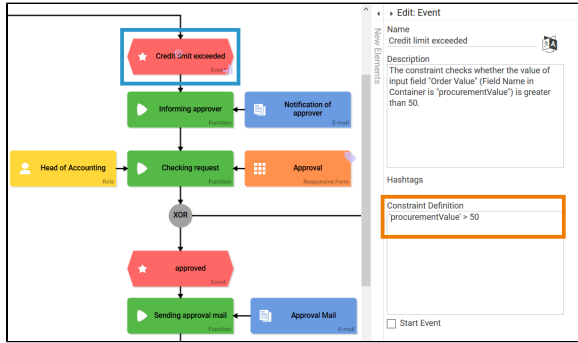 Credit limit exceeded
Event
Informing approver
Function
Notification of
approver
E-mail
Head of Accounting
Role
Checking request
Function
Approval
Responsive Form
XOR
approved
Event
Sending approval mail
Function
Approval Mail
E-mail
New Elements
Edit: Event
Name
Credit limit exceeded
Description
The constraint checks whether the value of
input field "Order Value" (Field Name in
Container is "procurementValue") is greater
than 50.
Hashtags
Constraint Definition
'procurementValue' > 50
Start Event